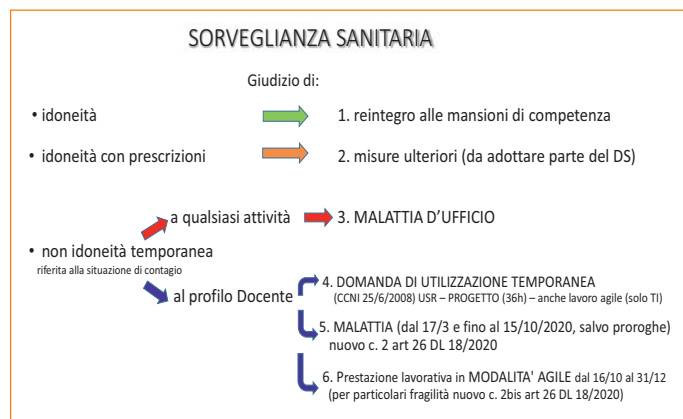 SORVEGLIANZA SANITARIA
Giudizio di:
• idoneità
1. reintegro alle mansioni di competenza
• idoneità con prescrizioni
2. misure ulteriori (da adottare parte del DS)
a qualsiasi attività
3. MALATTIA D'UFFICIO
• non idoneità temporanea
riferita alla situazione di contagio
al profilo Docente
4. DOMANDA DI UTILIZZAZIONE TEMPORANEA
(CCNI 25/6/2008) USR – PROGETTO (36h) – anche lavoro agile (solo TI)
5. MALATTIA (dal 17/3 e fino al 15/10/2020, salvo proroghe)
nuovo c. 2 art 26 DL 18/2020
6. Prestazione lavorativa in MODALITA' AGILE dal 16/10 al 31/12
(per particolari fragilità nuovo c. 2bis art 26 DL 18/2020)